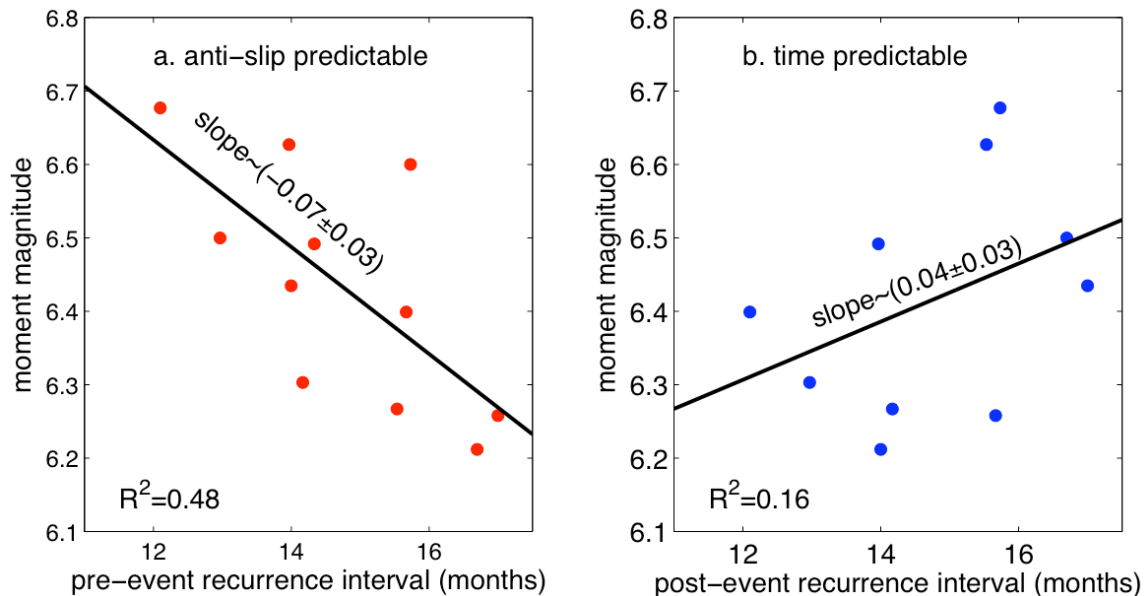 a. anti−slip predictable
6.8
6.7
6.6
6.5
6.4
6.3
6.2
6.1
moment magnitude
slope~(−0.07±0.03)
R²=0.48
12 14 16
pre−event recurrence interval (months)
b. time predictable
6.8
6.7
6.6
6.5
6.4
6.3
6.2
6.1
moment magnitude
slope~(0.04±0.03)
R²=0.16
12 14 16
post−event recurrence interval (months)